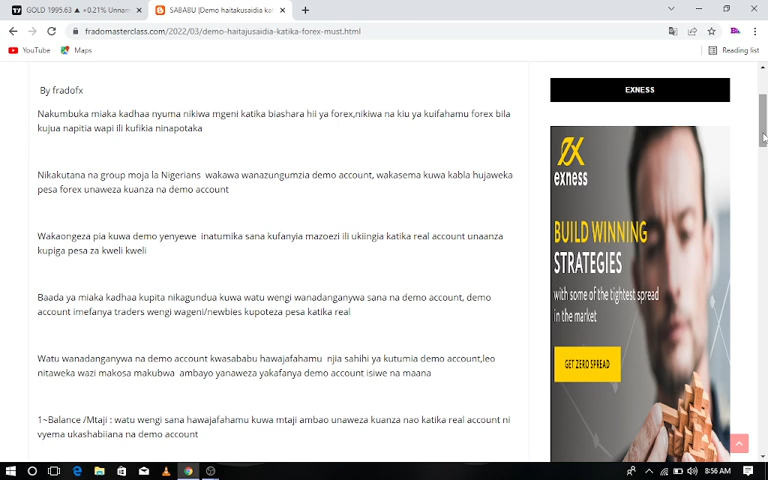 GOLD 1995.63 ▲ +0.21% Unnam
SABABU [Demo haitakusaidia kat
fradomasterclass.com/2022/03/demo-haitajusaidia-katika-forex-must.html
YouTube
Maps
Reading list
By fradofx
Nakumbuka miaka kadhaa nyuma nikiwa mgeni katika biashara hii ya forex,nikiwa na kiu ya kuifahamu forex bila
kujua napitia wapi ili kufikia ninapotaka
Nikakutana na group moja la Nigerians wakawa wanazungumzia demo account, wakasema kuwa kabla hujaweka
pesa forex unaweza kuanza na demo account
Wakaongeza pia kuwa demo yenyewe inatumika sana kufanyia mazoezi ili ukiingia katika real account unaanza
kupiga pesa za kweli kweli
Baada ya miaka kadhaa kupita nikagundua kuwa watu wengi wanadanganywa sana na demo account, demo
account imefanya traders wengi wageni/newbies kupoteza pesa katika real
Watu wanadanganywa na demo account kwasababu hawajafahamu njia sahihi ya kutumia demo account,leo
nitaweka wazi makosa makubwa ambayo yanaweza yakafanya demo account isiwe na maana
1~Balance /Mtaji : watu wengi sana hawajafahamu kuwa mtaji ambao unaweza kuanza nao katika real account ni
vyema ukashabiiana na demo account
EXNESS
exness
BUILD WINNING
STRATEGIES
with some of the tightest spread
in the market
GET ZERO SPREAD
8:56 AM